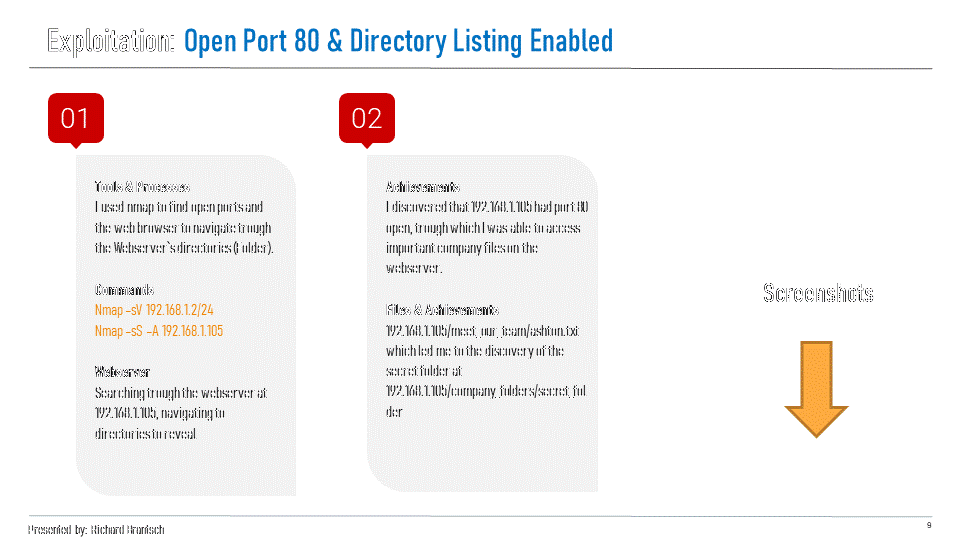 Exploitation: Open Port 80 & Directory Listing Enabled
01
Tools & Processes
I used nmap to find open ports and
the web browser to navigate trough
the Webserver`s directories (Folder).
Commands
Nmap -sV 192.168.1.2/24
Nmap -sS -A 192.168.1.105
Webserver
Searching trough the webserver at
192.168.1.105, navigating to
directories to reveal
02
Achievements
I discovered that 192.168.1.105 had port 80
open, trough which I was able to access
important company files on the
webserver.
Files & Achievements
192.168.1.105/meet_our_team/ashton.txt
which led me to the discovery of the
secret folder at
192.168.1.105/company_folders/secret_fol
der
Screenshots
Presented by: Richard
9